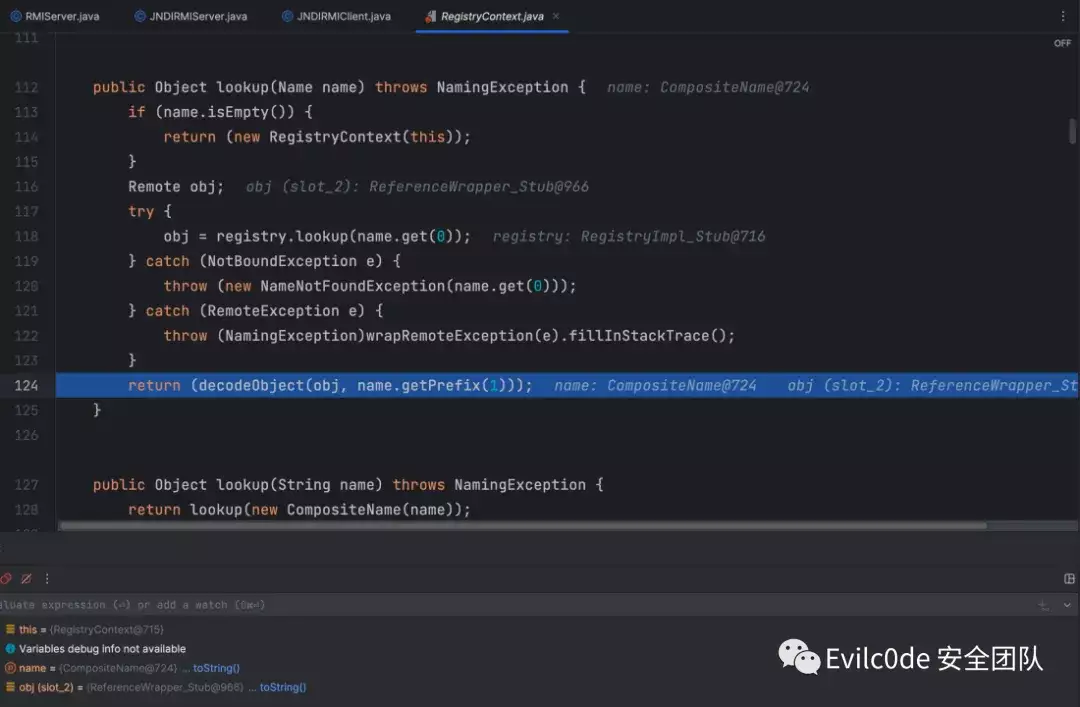 RMIServer.java JNDIRMIServer.java JNDIRMIClient.java RegistryContext.java
111
OFF
112 public Object lookup(Name name) throws NamingException { name: CompositeName@724
113 if (name.isEmpty()) {
114 return (new RegistryContext(this));
115 }
116 Remote obj; obj (slot_2): ReferenceWrapper_Stub@966
117 try {
118 obj = registry.lookup(name.get(0)); registry: RegistryImpl_Stub@716
119 } catch (NotBoundException e) {
120 throw (new NameNotFoundException(name.get(0)));
121 } catch (RemoteException e) {
122 throw (NamingException)wrapRemoteException(e).fillInStackTrace();
123 }
124 return (decodeObject(obj, name.getPrefix(1))); name: CompositeName@724 obj (slot_2): ReferenceWrapper_St
125 }
126
127 public Object lookup(String name) throws NamingException {
128 return lookup(new CompositeName(name));
aluate expression (⏎) or add a watch (⇧⌘⏎)
this = {RegistryContext@715}
Variables debug info not available
name = {CompositeName@724} ... toString()
obj (slot_2) = {ReferenceWrapper_Stub@966} ... toString()
Evilc0de 安全团队